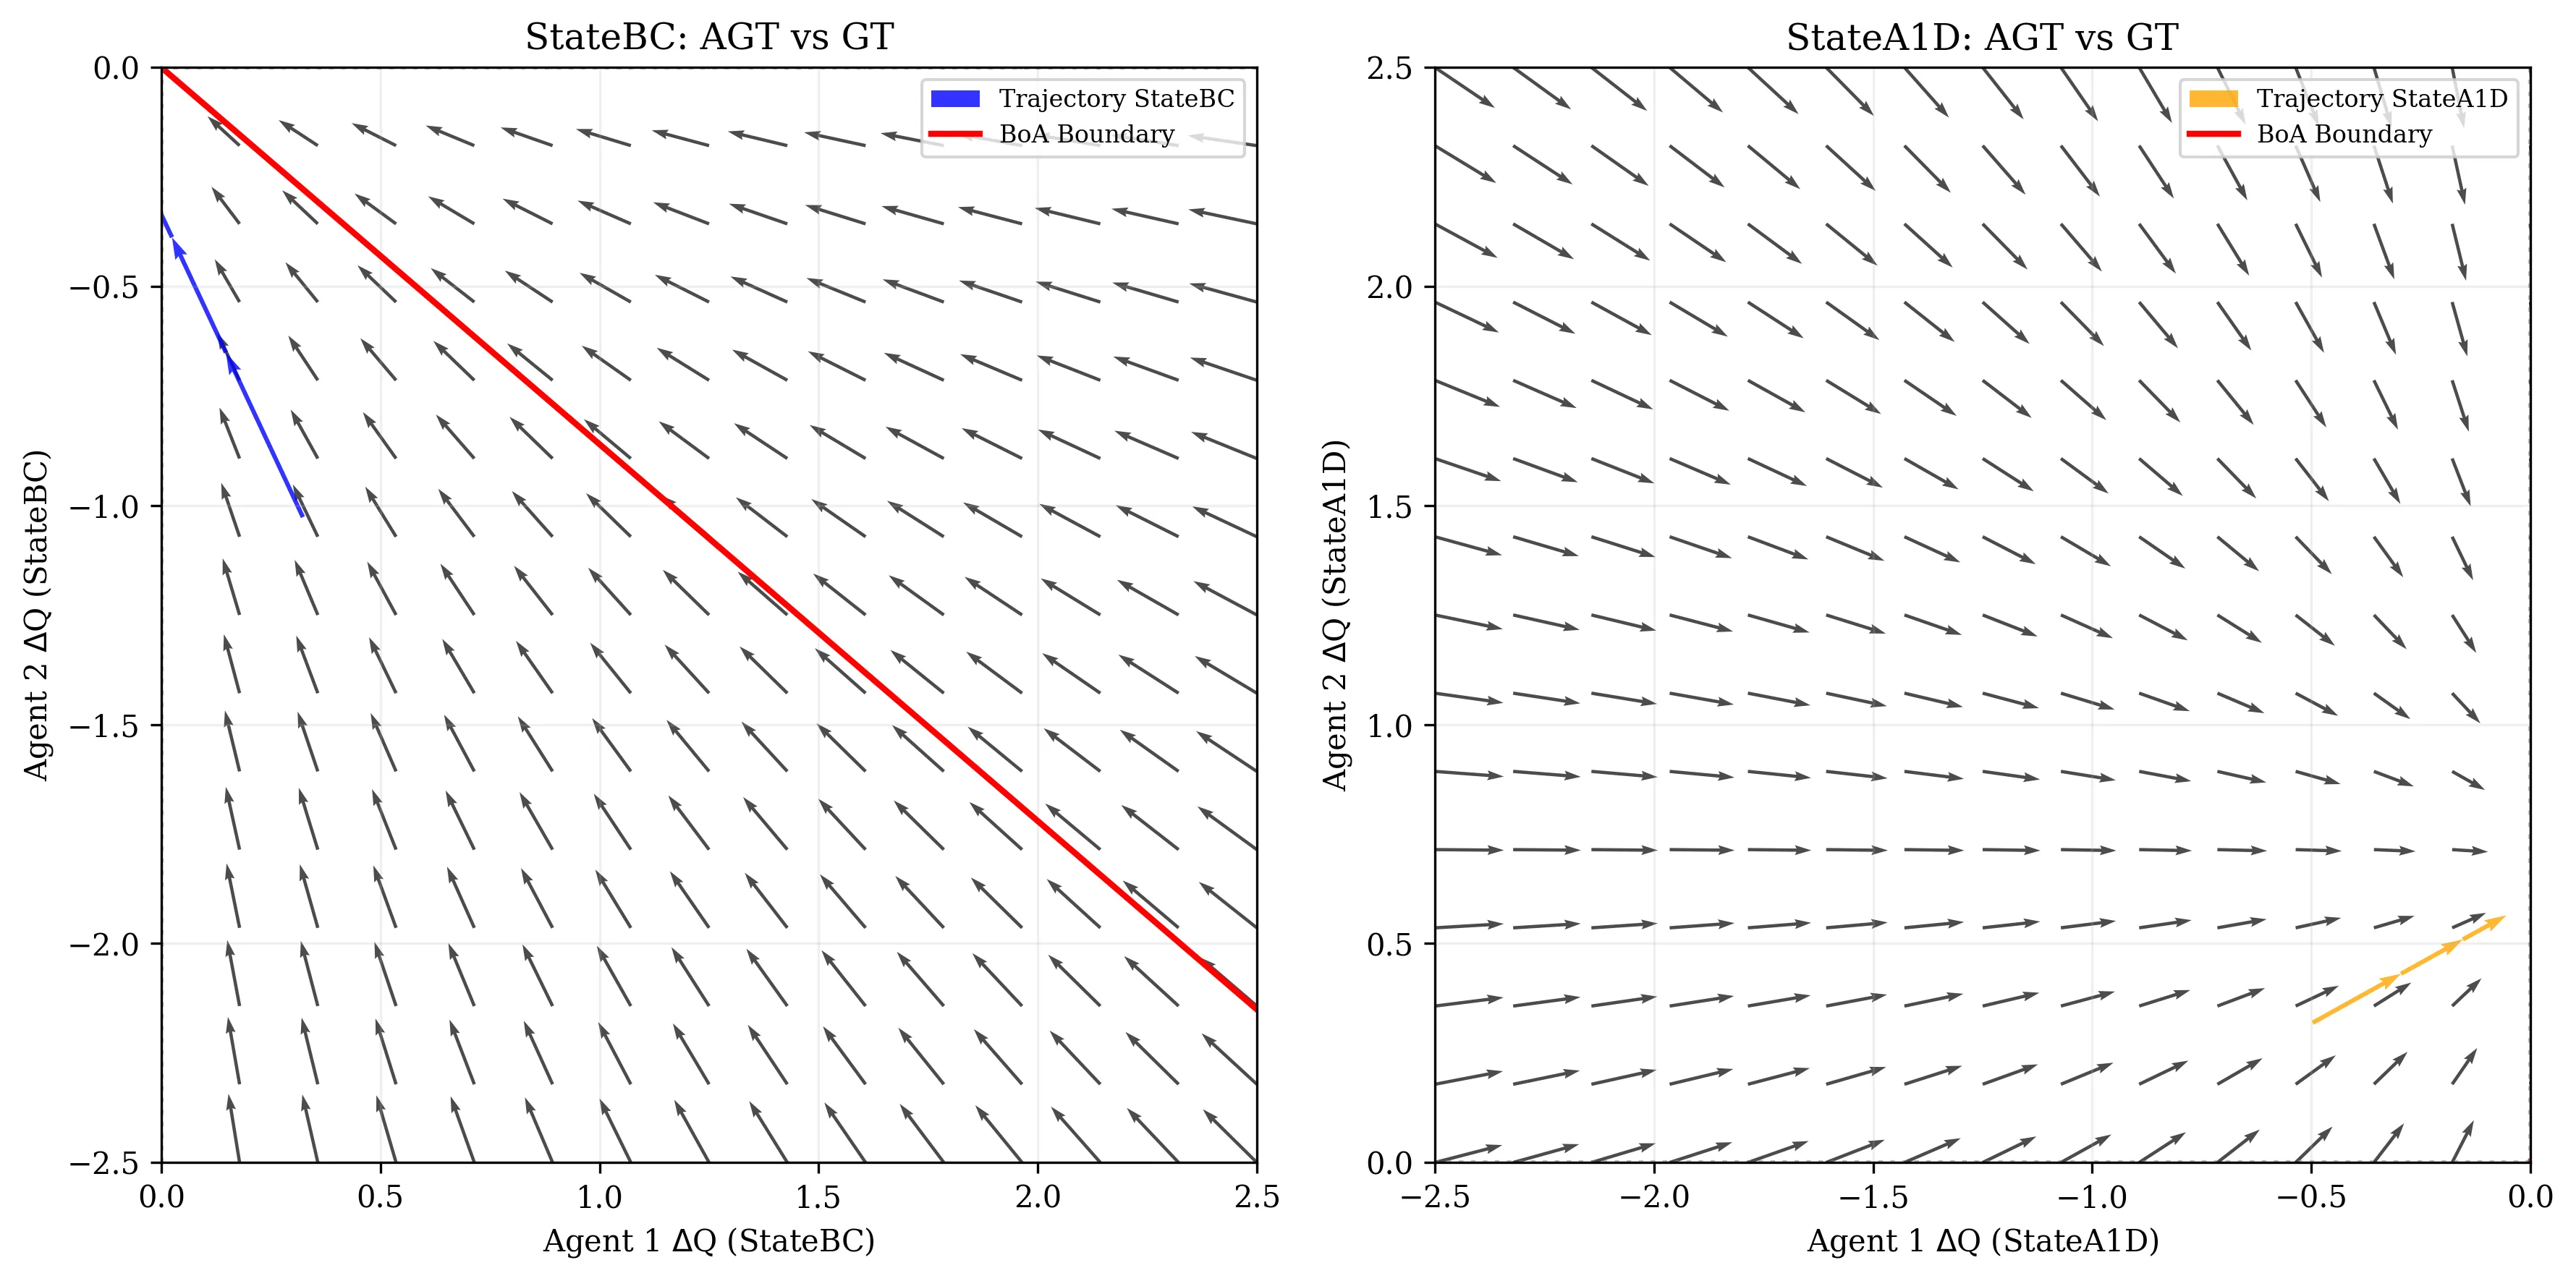 StateBC: AGT vs GT
Trajectory StateBC
BoA Boundary
0.0
−0.5
−1.0
−1.5
−2.0
−2.5
0.0 0.5 1.0 1.5 2.0 2.5
Agent 2 ΔQ (StateBC)
Agent 1 ΔQ (StateBC)
StateA1D: AGT vs GT
Trajectory StateA1D
BoA Boundary
2.5
2.0
1.5
1.0
0.5
0.0
−2.5 −2.0 −1.5 −1.0 −0.5 0.0
Agent 2 ΔQ (StateA1D)
Agent 1 ΔQ (StateA1D)